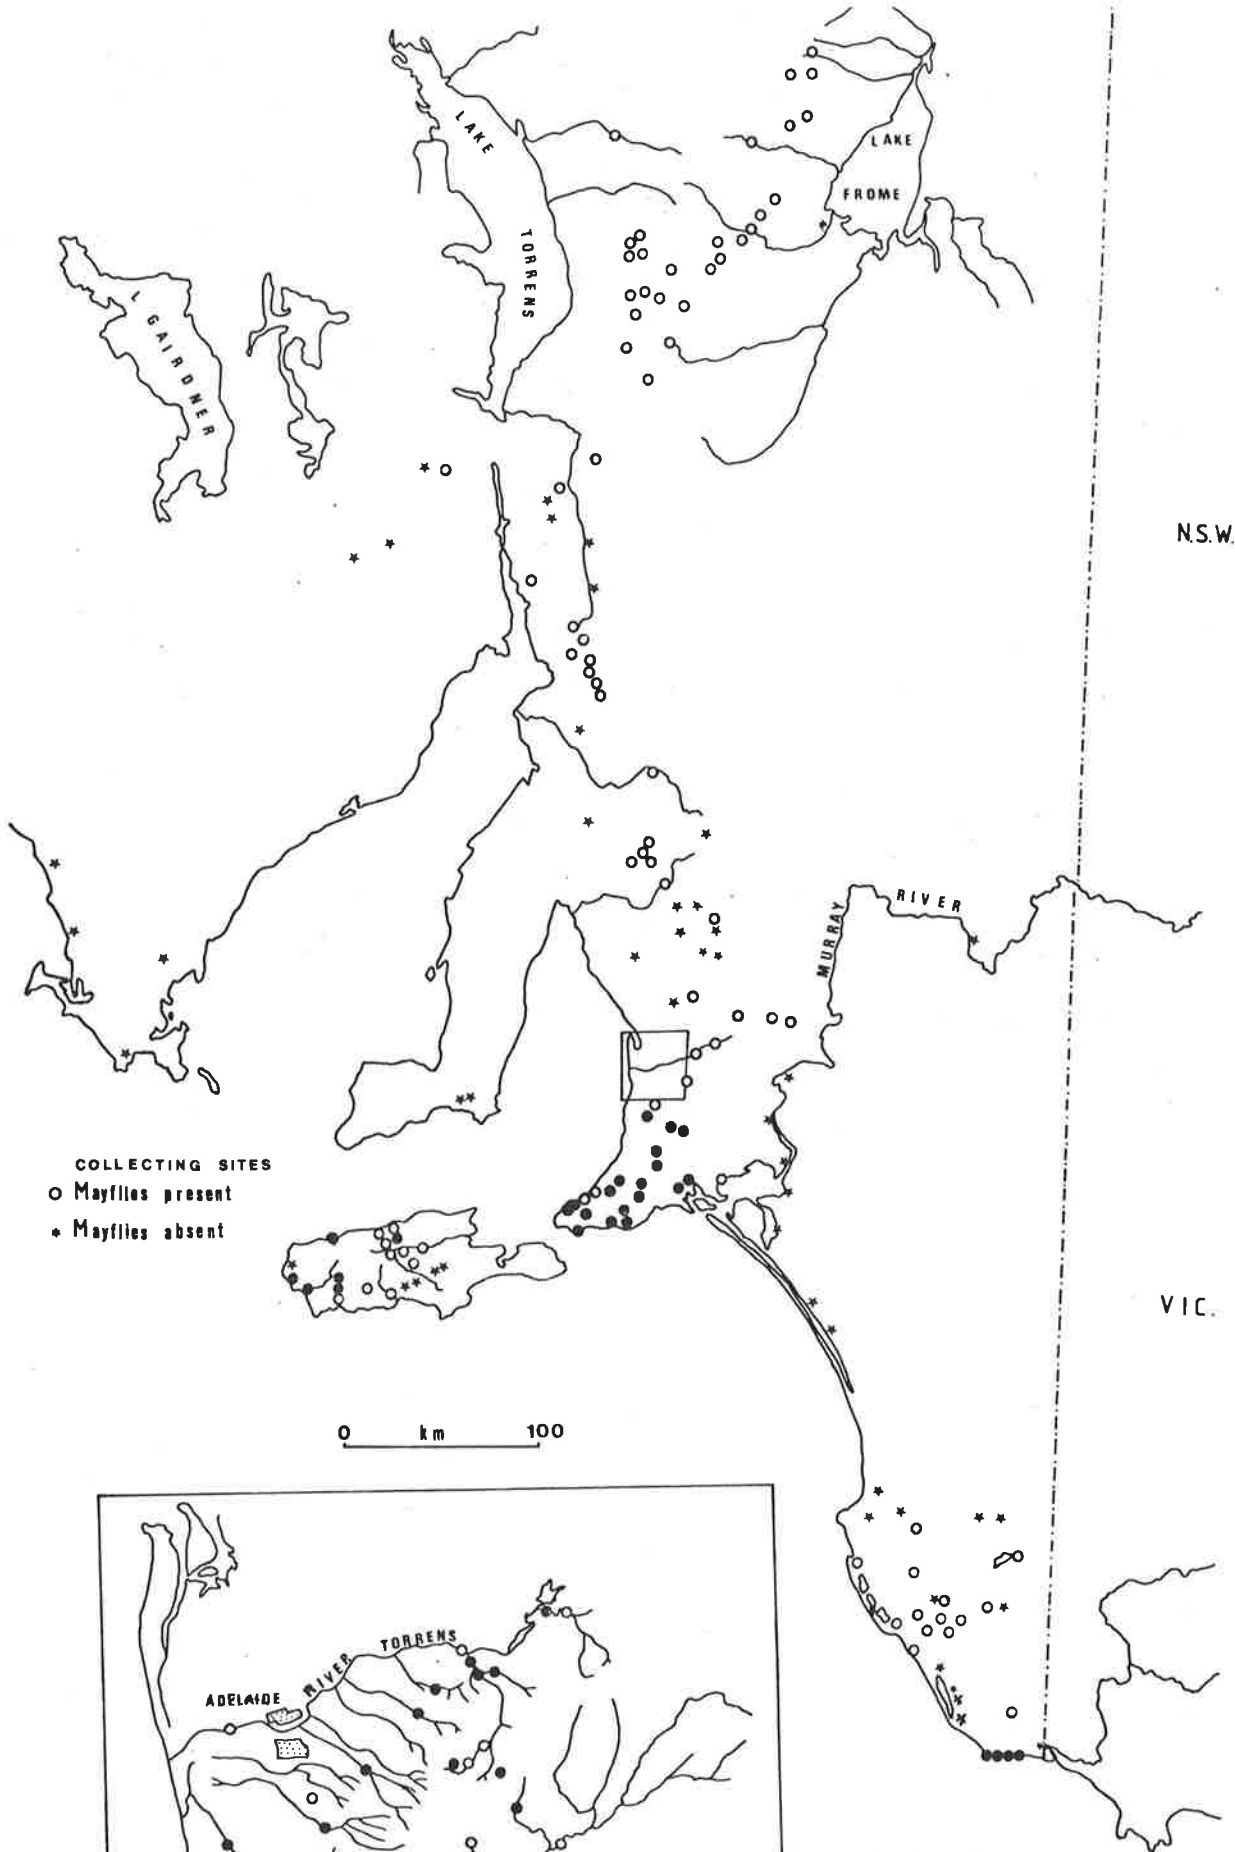 LAKE
TORRENS
LAKE
FROME
L GAIRDNER
N.S.W.
MURRAY
RIVER
COLLECTING SITES
Mayflies present
Mayflies absent
VIC.
0 km 100
ADELAIDE
RIVER
TORRENS